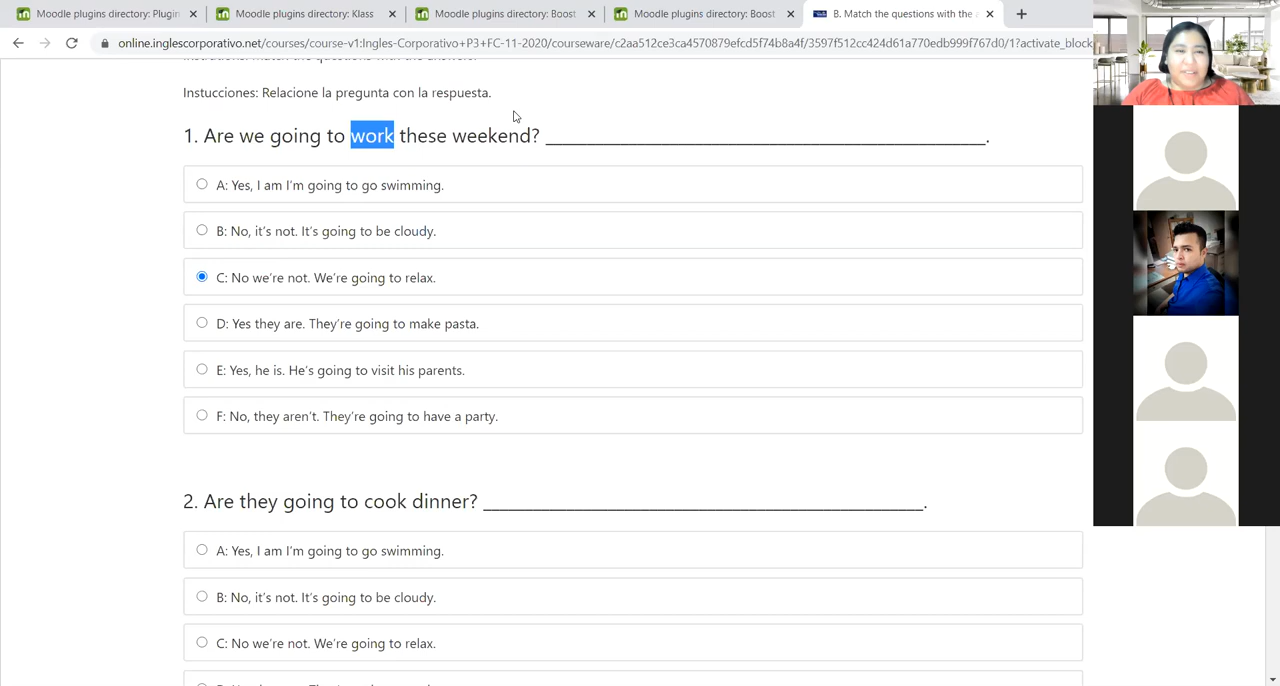 Moodle plugins directory: Plugin
Moodle plugins directory: Klass
Moodle plugins directory: Boost
Moodle plugins directory: Boost
B. Match the questions with the
online.inglescorporativo.net/courses/course-v1:Ingles-Corporativo+P3+FC-11-2020/courseware/c2aa512ce3ca4570879efcd5f74b8a4f/3597f512cc424d61a770edb999f767d0/1?activate_block
Instucciones: Relacione la pregunta con la respuesta.
1. Are we going to work these weekend? ______________________________________.
A: Yes, I am I’m going to go swimming.
B: No, it’s not. It’s going to be cloudy.
C: No we’re not. We’re going to relax.
D: Yes they are. They’re going to make pasta.
E: Yes, he is. He’s going to visit his parents.
F: No, they aren’t. They’re going to have a party.
2. Are they going to cook dinner? ______________________________________.
A: Yes, I am I’m going to go swimming.
B: No, it’s not. It’s going to be cloudy.
C: No we’re not. We’re going to relax.